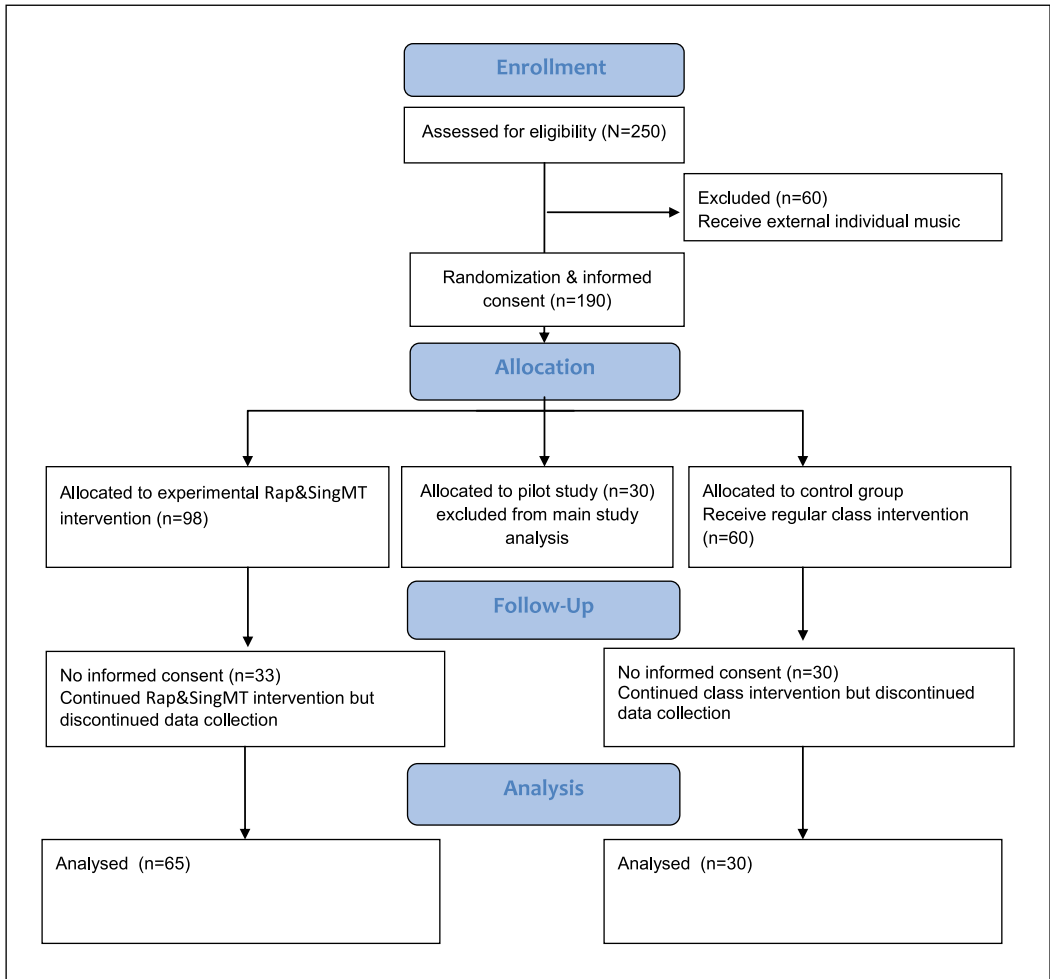 Enrollment
Assessed for eligibility (N=250)
Excluded (n=60)
Receive external individual music
Randomization & informed
consent (n=190)
Allocation
Allocated to experimental Rap&SingMT
intervention (n=98)
Allocated to pilot study (n=30)
excluded from main study
analysis
Allocated to control group
Receive regular class intervention
(n=60)
Follow-Up
No informed consent (n=33)
Continued Rap&SingMT intervention but
discontinued data collection
No informed consent (n=30)
Continued class intervention but discontinued
data collection
Analysis
Analysed (n=65)
Analysed (n=30)